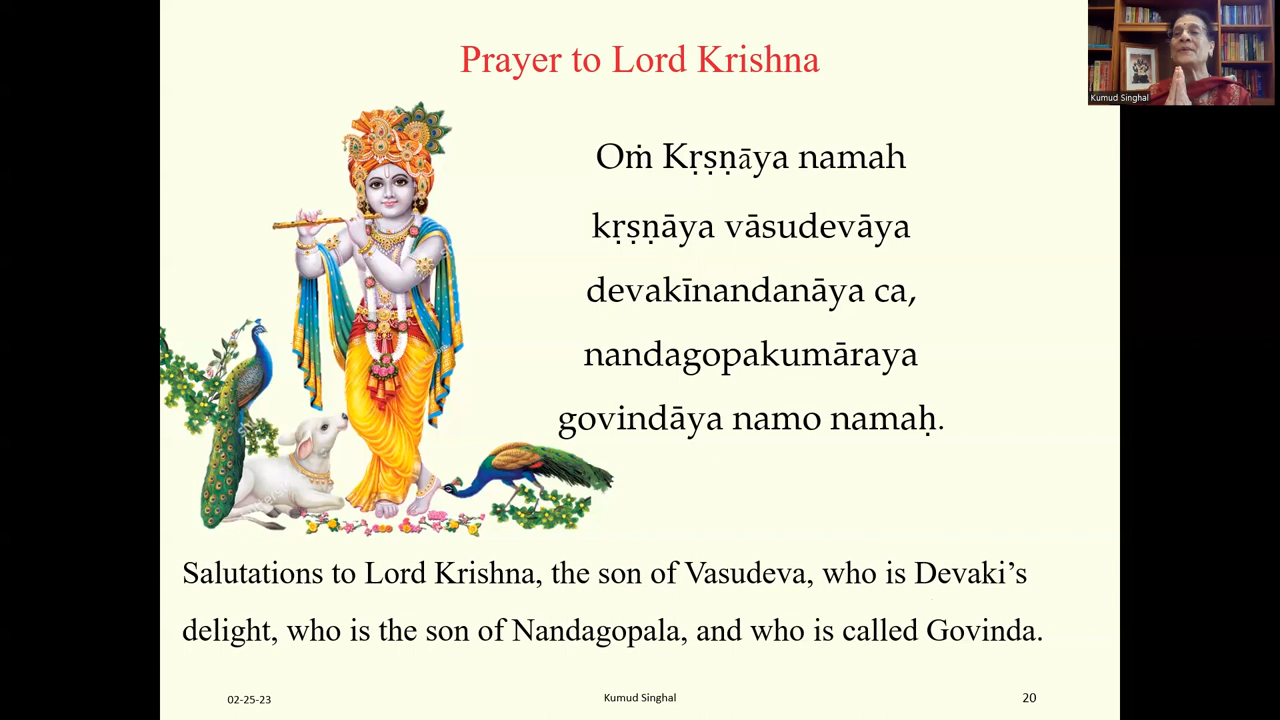 Prayer to Lord Krishna
Kumud Singhal
Oṁ Kṛṣṇāya namah
kṛṣṇāya vāsudevāya
devakīnandanāya ca,
nandagopakumāraya
govindāya namo namaḥ.
Salutations to Lord Krishna, the son of Vasudeva, who is Devaki’s
delight, who is the son of Nandagopala, and who is called Govinda.
02-25-23
Kumud Singhal
20